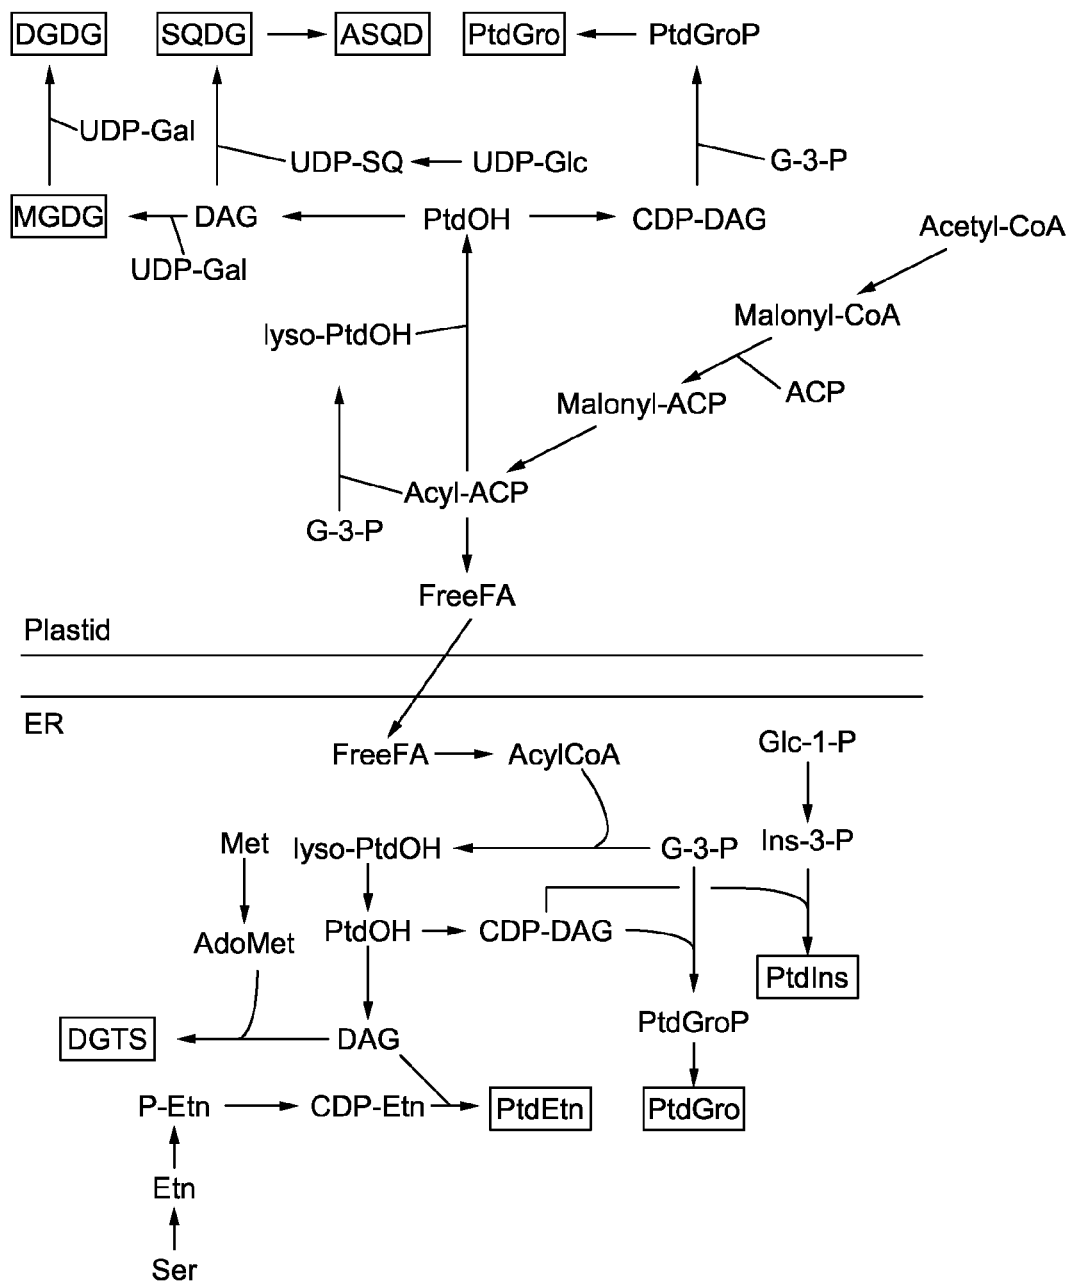 DGDG SQDG ASQD PtdGro PtdGroP
UDP-Gal
UDP-SQ UDP-Glc G-3-P
MGDG DAG PtdOH CDP-DAG
Acetyl-CoA
UDP-Gal
Malonyl-CoA
lyso-PtdOH
ACP
Malonyl-ACP
Acyl-ACP
G-3-P
FreeFA
Plastid
ER
Glc-1-P
FreeFA AcylCoA
Met lyso-PtdOH G-3-P Ins-3-P
AdoMet PtdOH CDP-DAG
PtdIns
PtdGroP
DGTS DAG
P-Etn CDP-Etn PtdEtn PtdGro
Etn
Ser